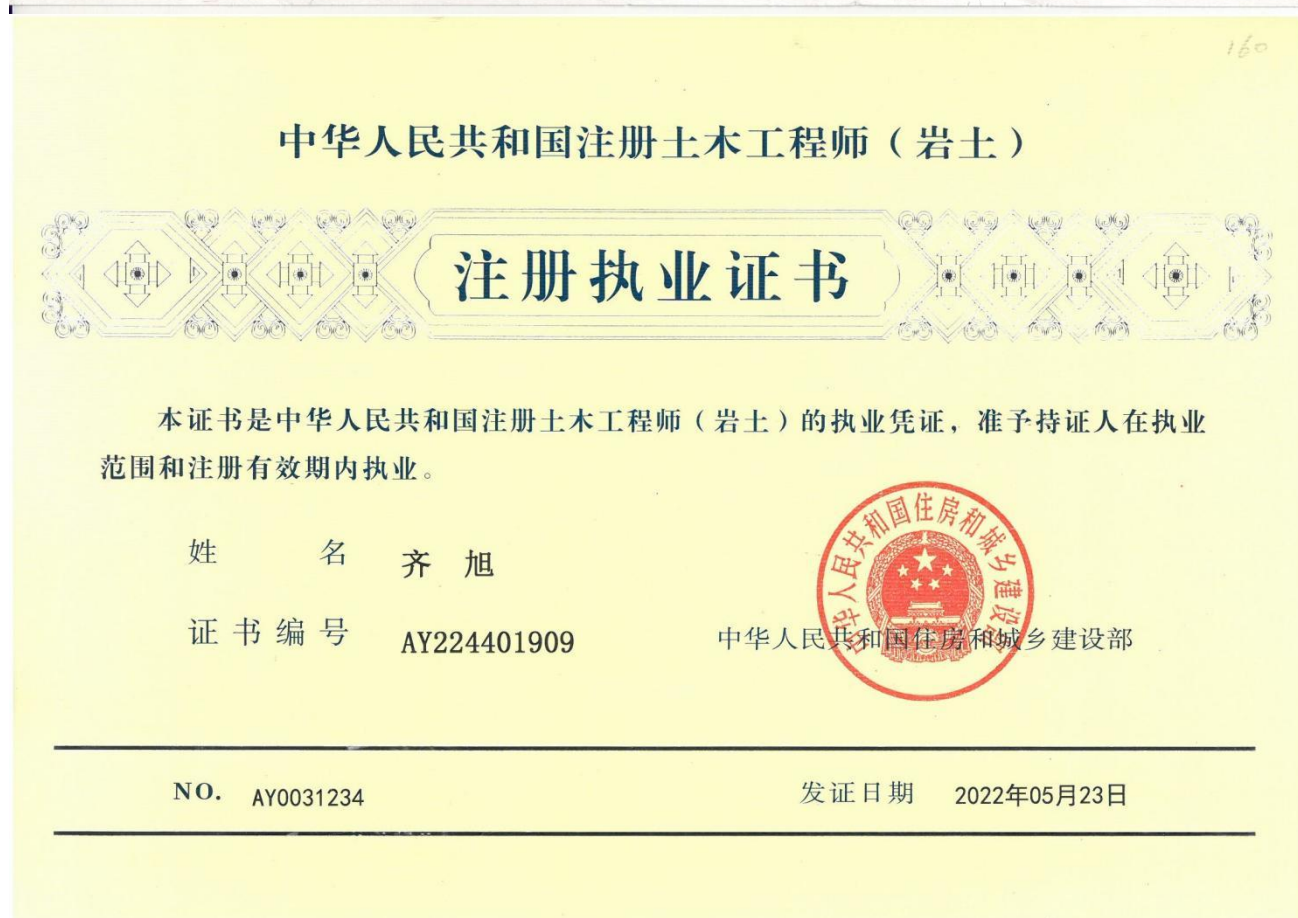 160
中华人民共和国注册土木工程师（岩土）
注册执业证书
本证书是中华人民共和国注册土木工程师（岩土）的执业凭证，准予持证人在执业
范围和注册有效期内执业。
姓名 齐旭
证书编号 AY224401909
中华人民共和国住房和城乡建设部
中华人民共和国住房和城乡建设部
NO. AY0031234
发证日期 2022年05月23日